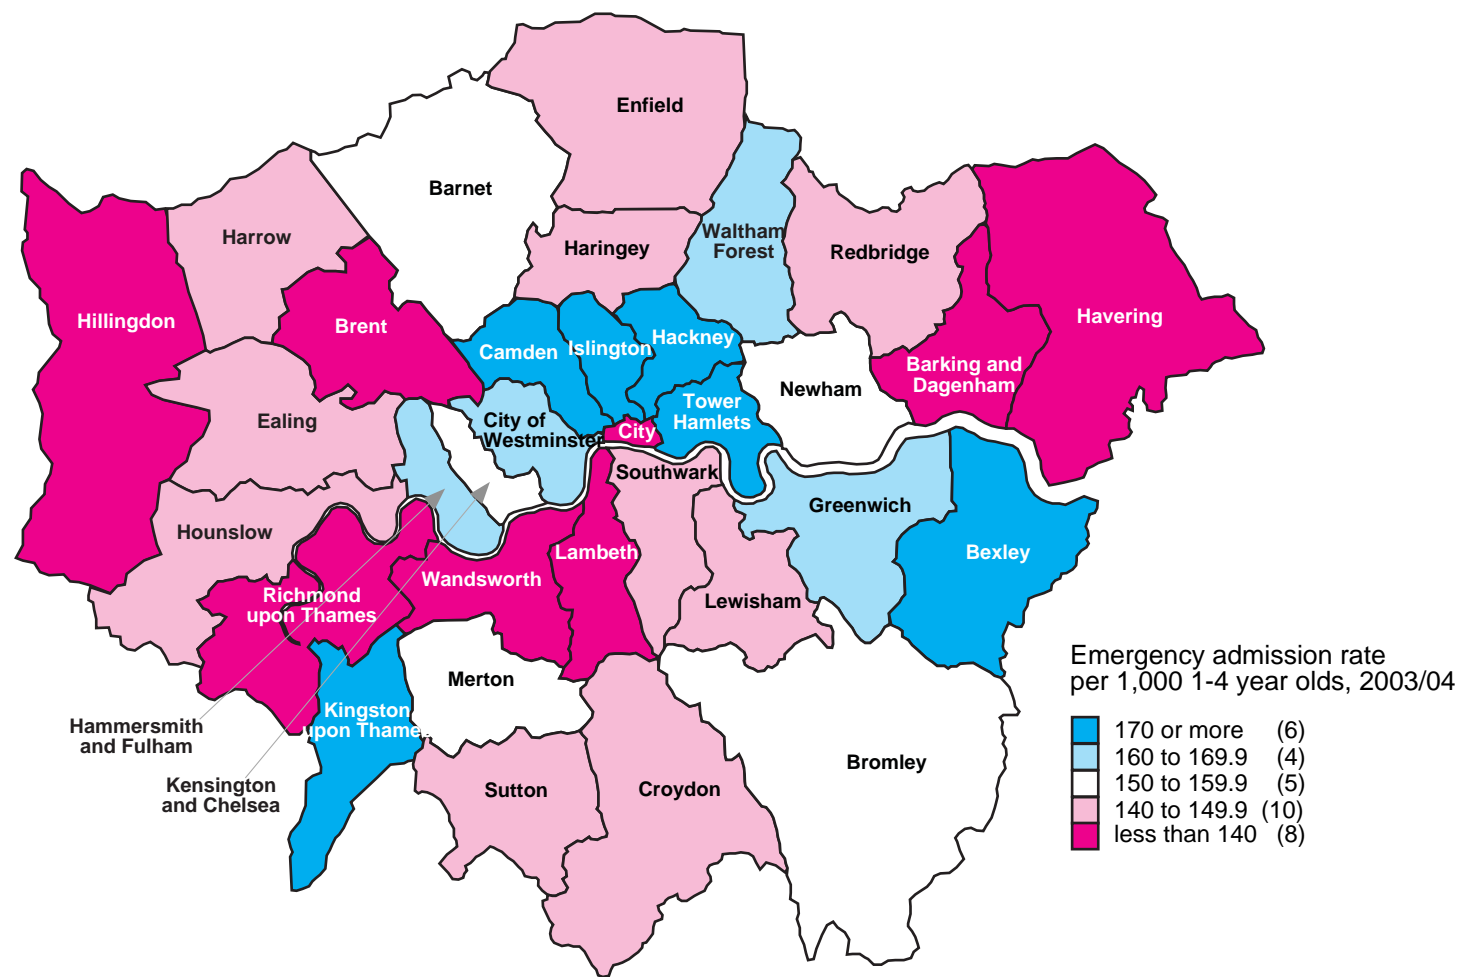 Enfield
Barnet
Harrow
Haringey
Waltham
Forest
Redbridge
Hillingdon
Brent
Camden
Islington
Hackney
Havering
Barking and
Dagenham
Newham
Tower
Hamlets
Ealing
City of
Westminster
City
Southwark
Greenwich
Hounslow
Bexley
Lambeth
Wandsworth
Richmond
upon Thames
Lewisham
Merton
Kingston
upon Thames
Hammersmith
and Fulham
Kensington
and Chelsea
Sutton
Croydon
Bromley
Emergency admission rate
per 1,000 1-4 year olds, 2003/04
170 or more (6)
160 to 169.9 (4)
150 to 159.9 (5)
140 to 149.9 (10)
less than 140 (8)